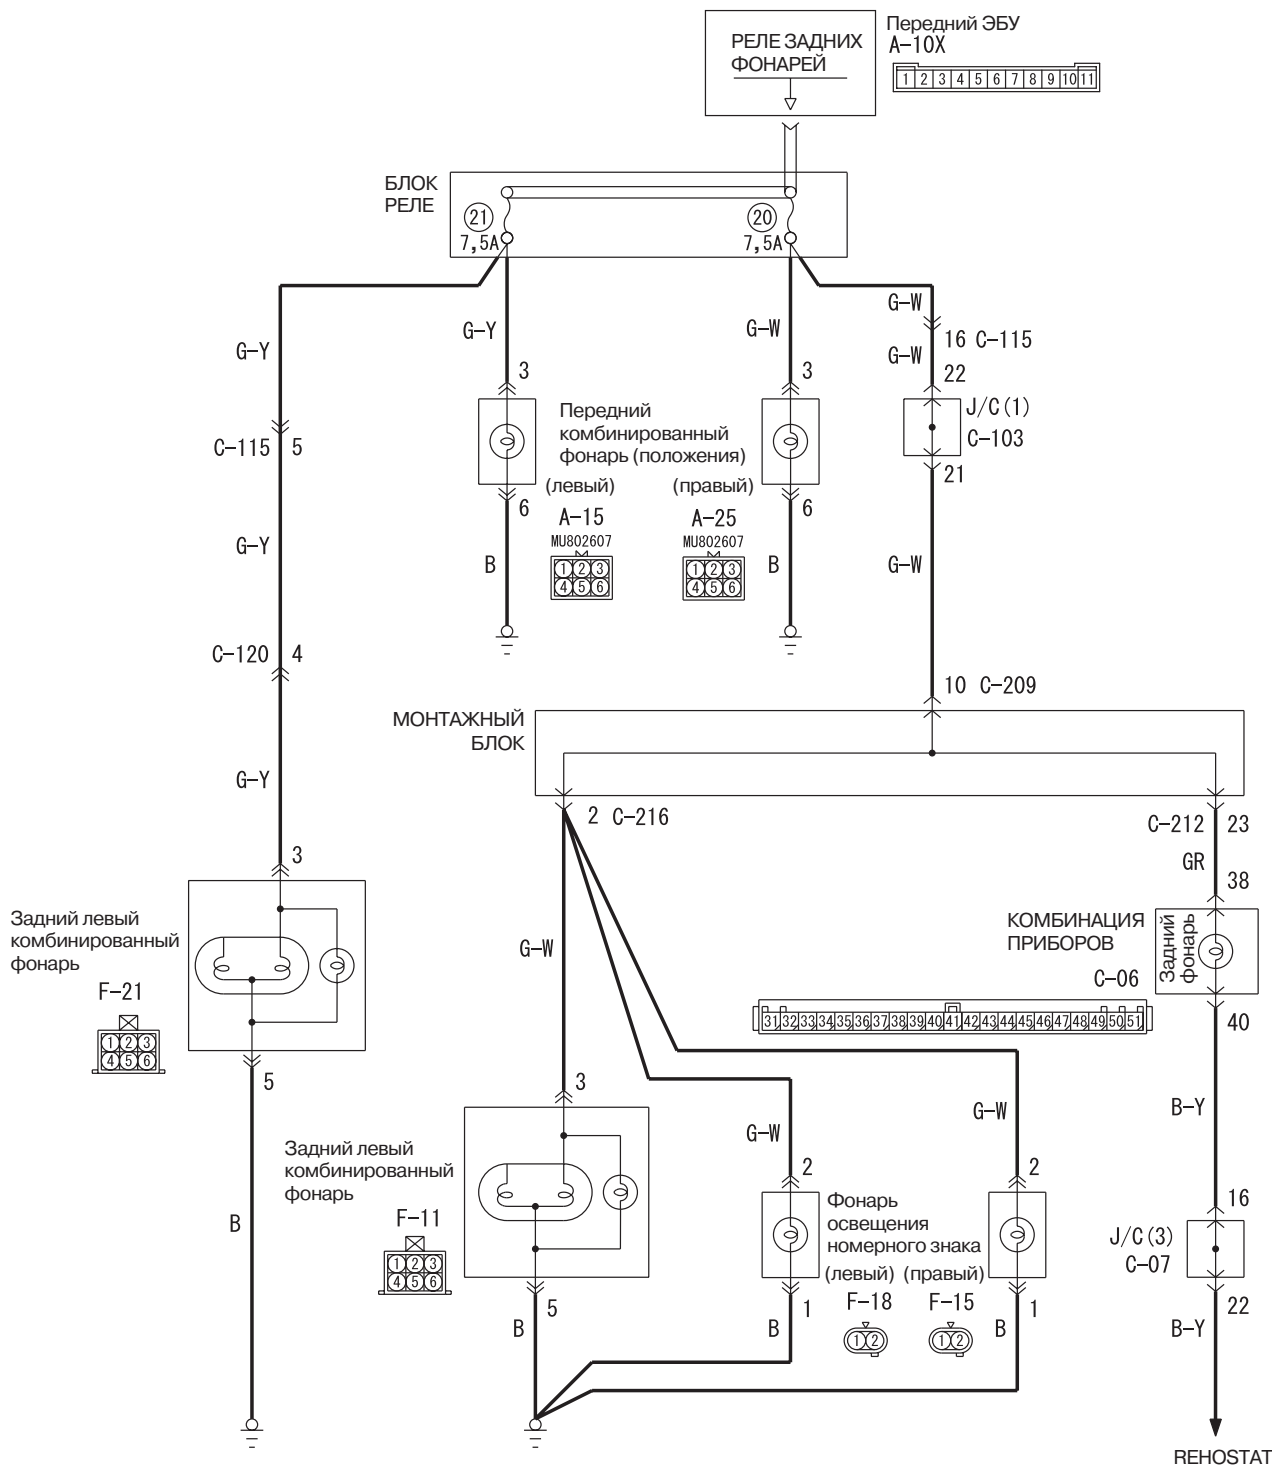 РЕЛЕ ЗАДНИХ
ФОНАРЕЙ
Передний ЭБУ
A-10X
1 2 3 4 5 6 7 8 9 10 11
БЛОК
РЕЛЕ
21
7,5A
20
7,5A
G-Y
G-Y
G-W
G-W
16 C-115
G-W
22
3
3
J/C(1)
C-103
21
Передний
комбинированный
фонарь (положения)
(левый) (правый)
C-115 5
6
6
A-15
MU802607
1 2 3
4 5 6
A-25
MU802607
1 2 3
4 5 6
G-Y
B
B
G-W
C-120 4
10 C-209
МОНТАЖНЫЙ
БЛОК
G-Y
2 C-216
C-212 23
GR
38
3
Задний левый
комбинированный
фонарь
F-21
1 2 3
4 5 6
5
G-W
КОМБИНАЦИЯ
ПРИБОРОВ
C-06
Задний
фонарь
31 32 33 34 35 36 37 38 39 40 41 42 43 44 45 46 47 48 49 50 51
40
3
B-Y
G-W
G-W
Задний левый
комбинированный
фонарь
F-11
1 2 3
4 5 6
5
B
B
2
2
Фонарь
освещения
номерного знака
(левый) (правый)
F-18
1 2
F-15
1 2
1
1
B
B
16
J/C(3)
C-07
22
B-Y
REHOSTAT